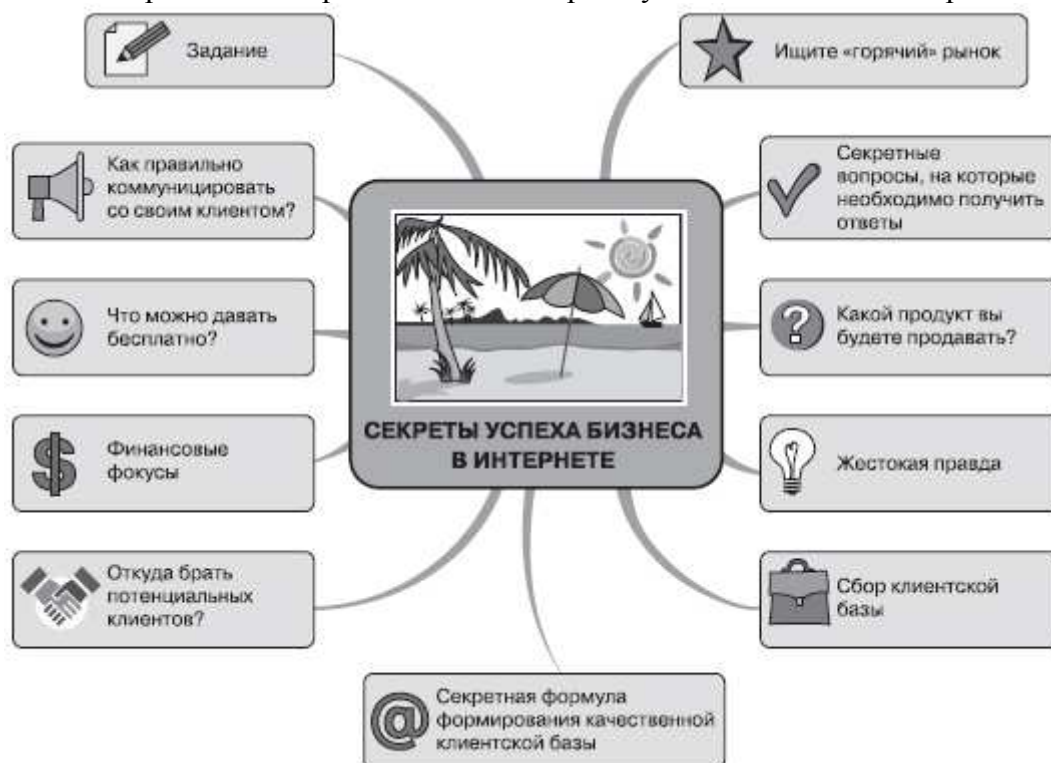 Задание
Ищите «горячий» рынок
Как правильно
коммуницировать
со своим клиентом?
Секретные
вопросы, на которые
необходимо получить
ответы
Что можно давать
бесплатно?
Какой продукт вы
будете продавать?
СЕКРЕТЫ УСПЕХА БИЗНЕСА
В ИНТЕРНЕТЕ
Финансовые
фокусы
Жестокая правда
Откуда брать
потенциальных
клиентов?
Сбор клиентской
базы
@ Секретная формула
формирования качественной
клиентской базы